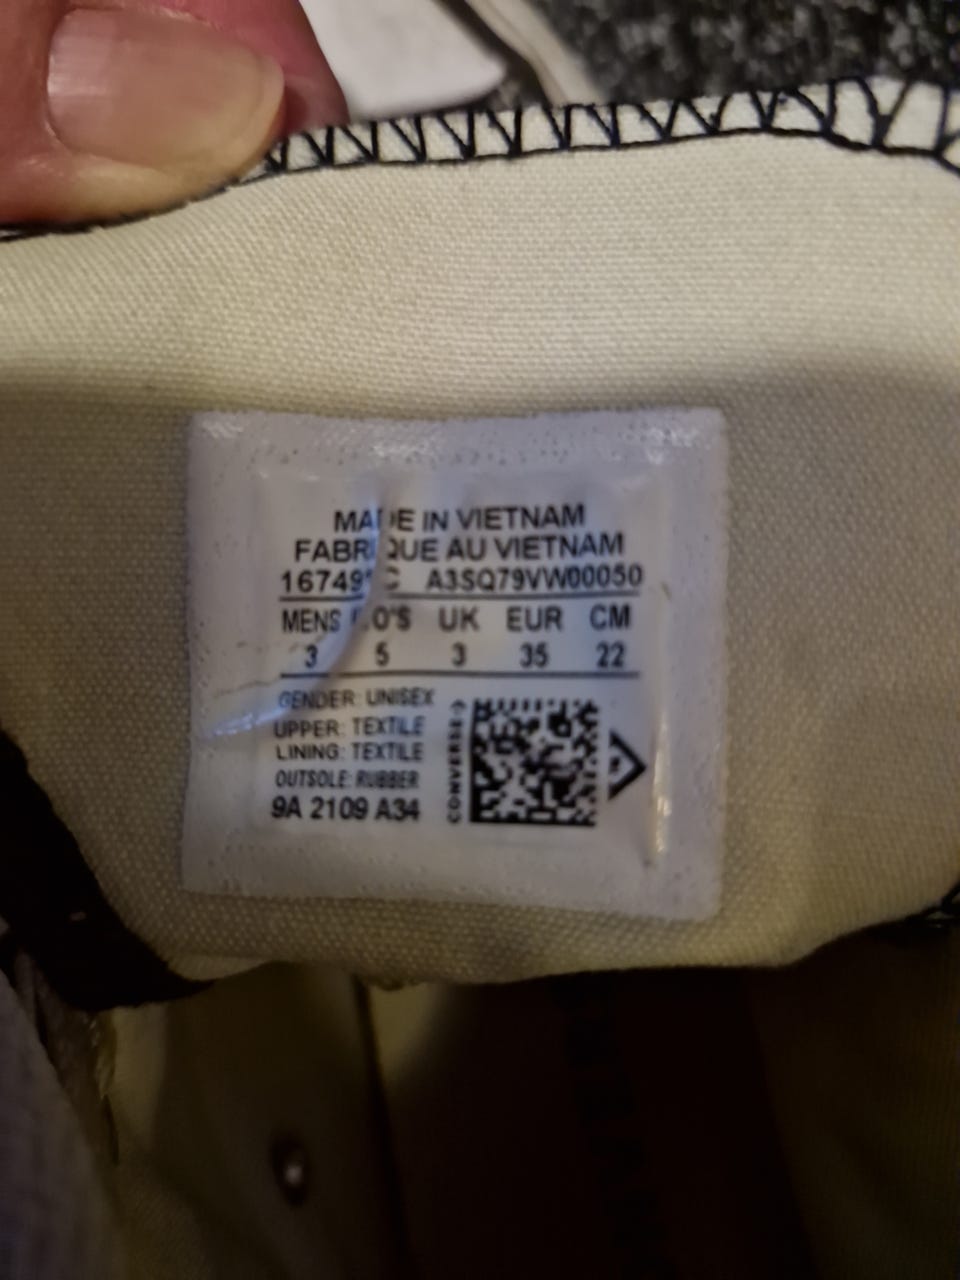 MADE IN VIETNAM
FABRIQUE AU VIETNAM
A3SQ79VW00050
MENS WO'S UK EUR CM
3 5 3 35 22
GENDER: UNISEX
UPPER: TEXTILE
LINING: TEXTILE
OUTSOLE: RUBBER
9A 2109 A34
CONVERSE